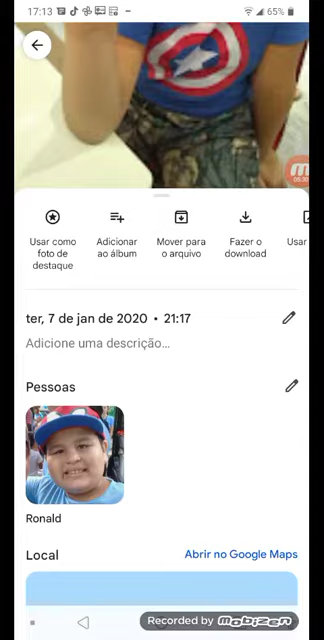 17:13
65%
05:30
Usar como foto de destaque
Adicionar ao álbum
Mover para o arquivo
Fazer o download
Usar
ter, 7 de jan de 2020 • 21:17
Adicione uma descrição...
Pessoas
Ronald
Local
Abrir no Google Maps
Recorded by mobizen